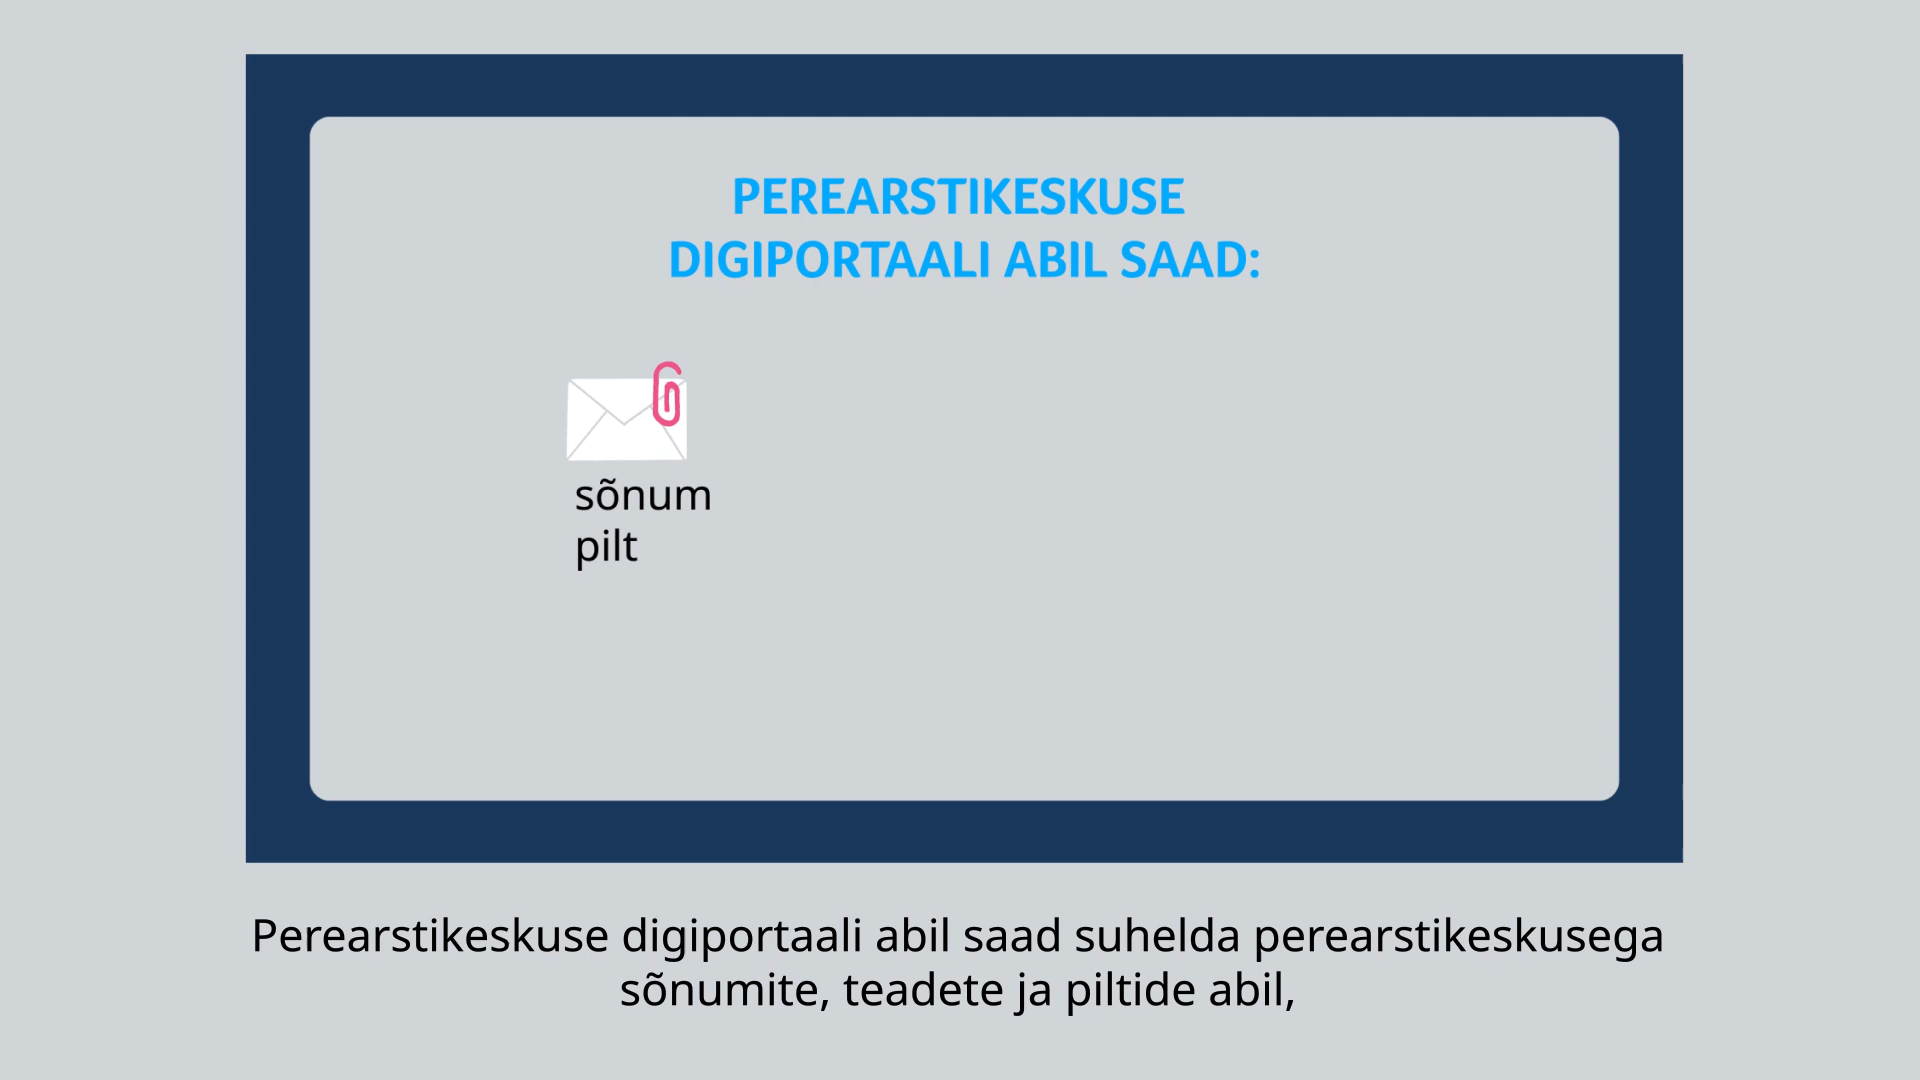 PEREARSTIKESKUSE
DIGIPORTAALI ABIL SAAD:
sõnum
pilt
Perearstikeskuse digiportaali abil saad suhelda perearstikeskusega
sõnumite, teadete ja piltide abil,